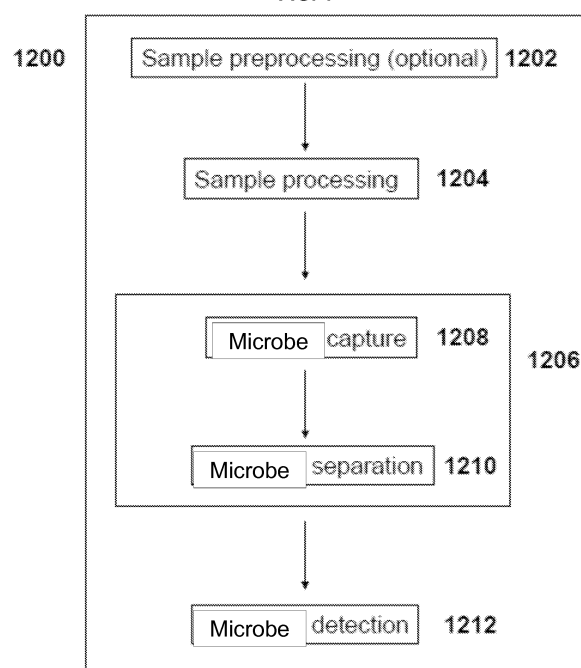 1200
Sample preprocessing (optional) 1202
Sample processing 1204
Microbe capture 1208
1206
Microbe separation 1210
Microbe detection 1212